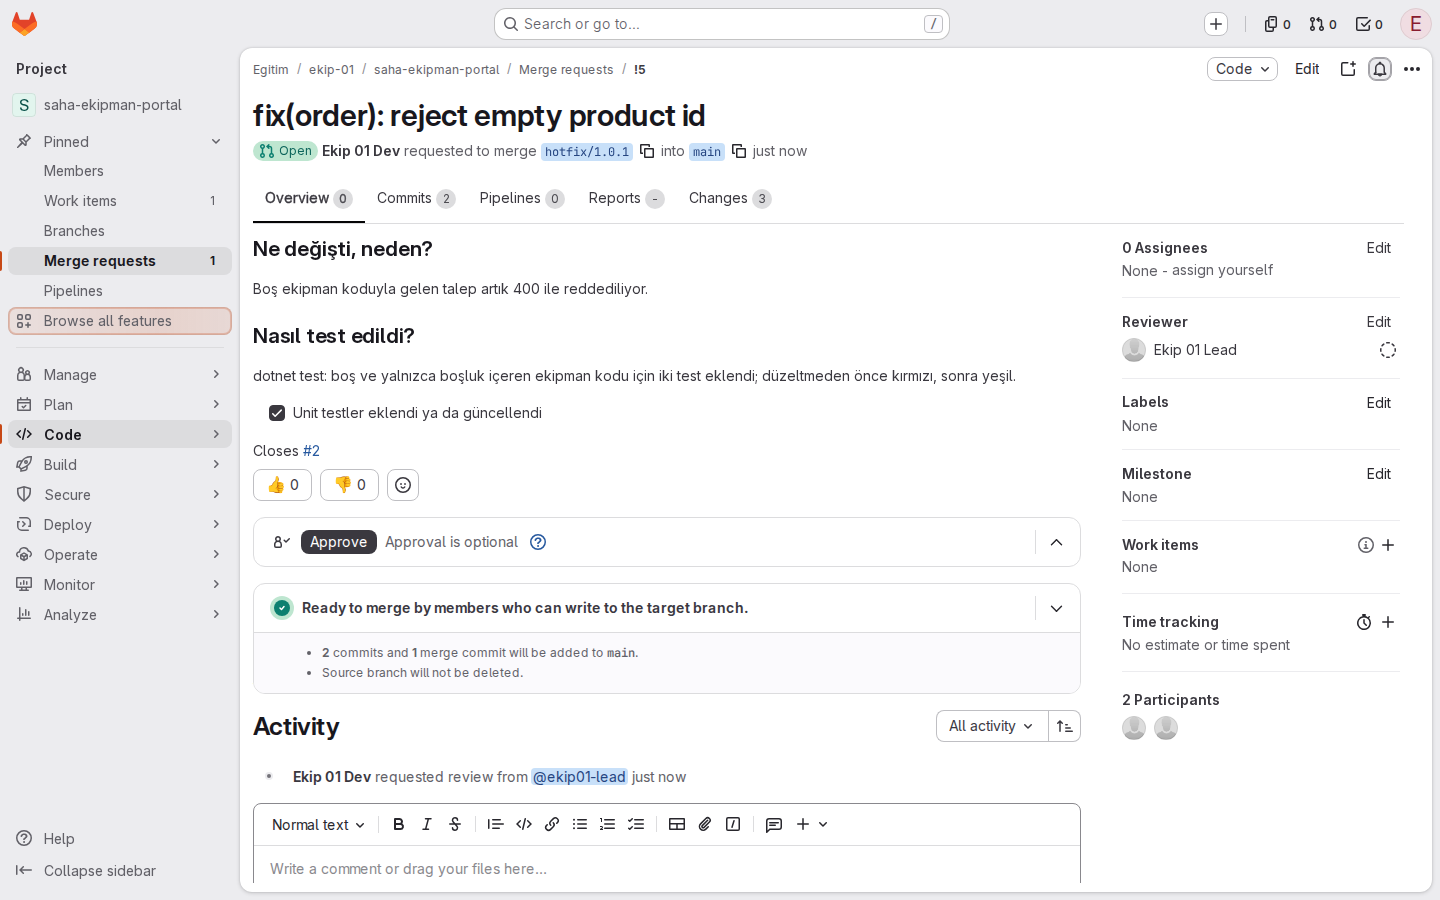 Search or go to...
/
0
0
0
E
Project
S
saha-ekipman-portal
Pinned
Members
Work items
1
Branches
Merge requests
1
Pipelines
Browse all features
Manage
Plan
Code
Build
Secure
Deploy
Operate
Monitor
Analyze
Help
Collapse sidebar
Egitim / ekip-01 / saha-ekipman-portal / Merge requests / !5
Code
Edit
fix(order): reject empty product id
Open
Ekip 01 Dev requested to merge hotfix/1.0.1 into main just now
Overview 0
Commits 2
Pipelines 0
Reports -
Changes 3
Ne değişti, neden?
Boş ekipman koduyla gelen talep artık 400 ile reddediliyor.
Nasıl test edildi?
dotnet test: boş ve yalnızca boşluk içeren ekipman kodu için iki test eklendi; düzeltmeden önce kırmızı, sonra yeşil.
Unit testler eklendi ya da güncellendi
Closes #2
👍 0
👎 0
Approve
Approval is optional
Ready to merge by members who can write to the target branch.
2 commits and 1 merge commit will be added to main.
Source branch will not be deleted.
Activity
All activity
Ekip 01 Dev requested review from @ekip01-lead just now
Normal text
Write a comment or drag your files here...
0 Assignees
Edit
None - assign yourself
Reviewer
Edit
Ekip 01 Lead
Labels
Edit
None
Milestone
Edit
None
Work items
None
Time tracking
No estimate or time spent
2 Participants